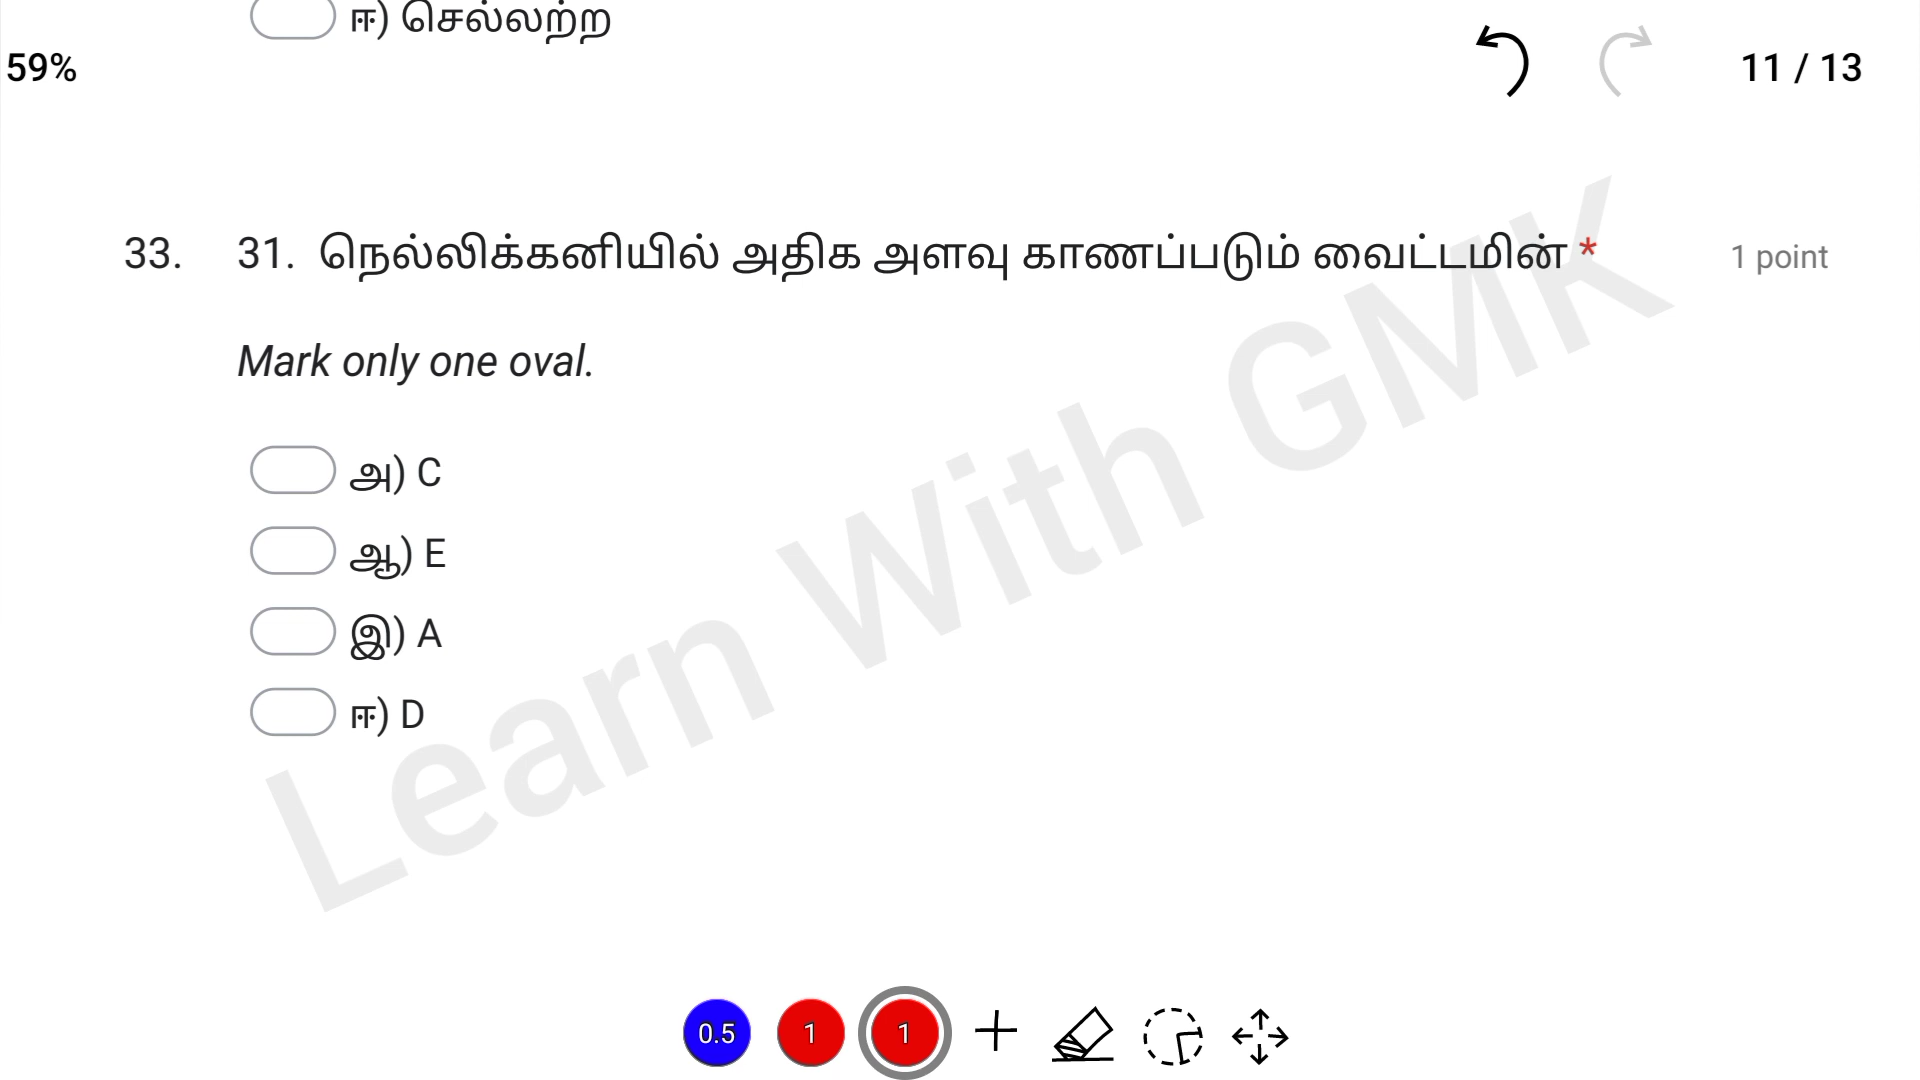 ஈ) செல்லற்ற
59%
11 / 13
33. 31. நெல்லிக்கனியில் அதிக அளவு காணப்படும் வைட்டமின் * 1 point
Mark only one oval.
அ) C
ஆ) E
இ) A
ஈ) D
Learn With GMK
0.5 1 1